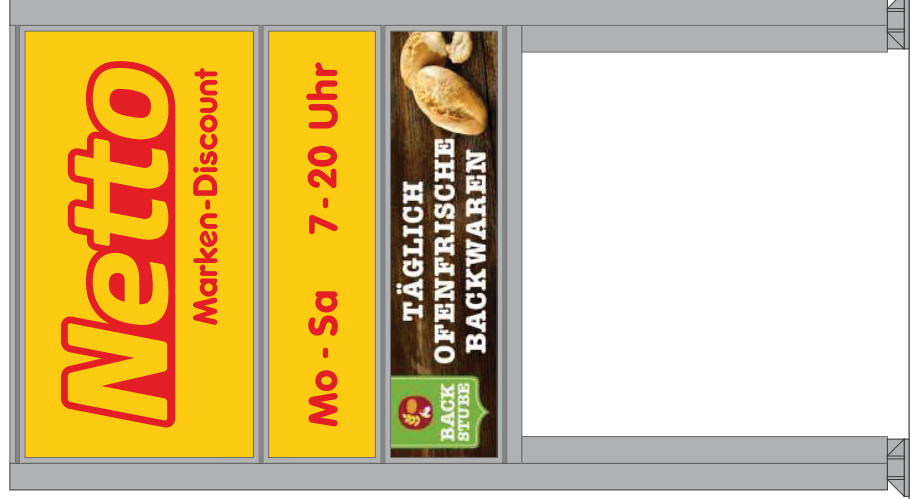 Netto
Marken-Discount
Mo - Sa 7 - 20 Uhr
TÄGLICH
OFENFRISCHE
BACKWAREN
BACK
STUBE